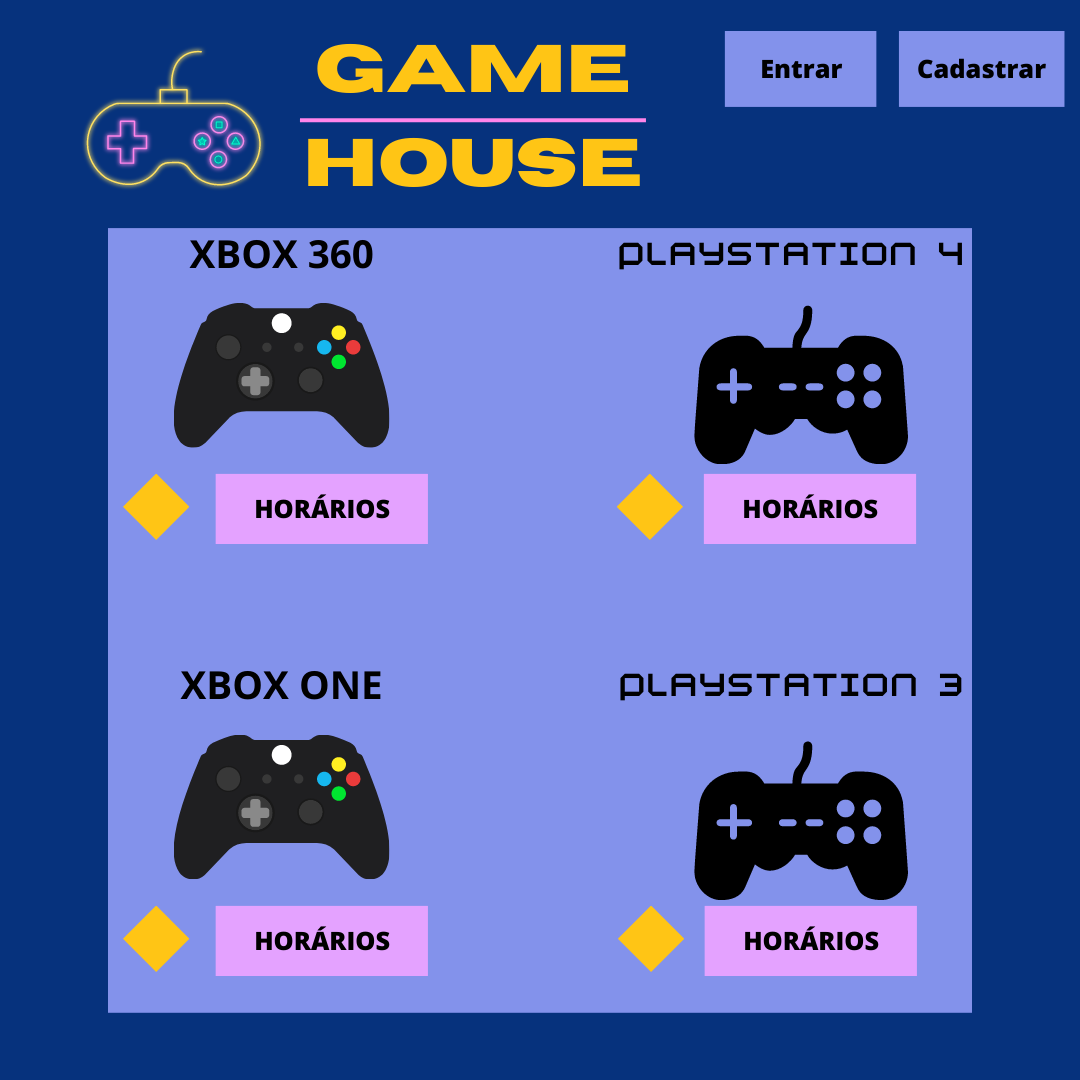 GAME
HOUSE
Entrar
Cadastrar
XBOX 360
PLAYSTATION 4
HORÁRIOS
HORÁRIOS
XBOX ONE
PLAYSTATION 3
HORÁRIOS
HORÁRIOS